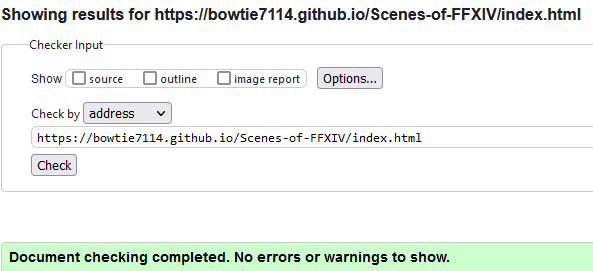 Showing results for https://bowtie7114.github.io/Scenes-of-FFXIV/index.html
Checker Input
Show source outline image report Options...
Check by address
https://bowtie7114.github.io/Scenes-of-FFXIV/index.html
Check
Document checking completed. No errors or warnings to show.